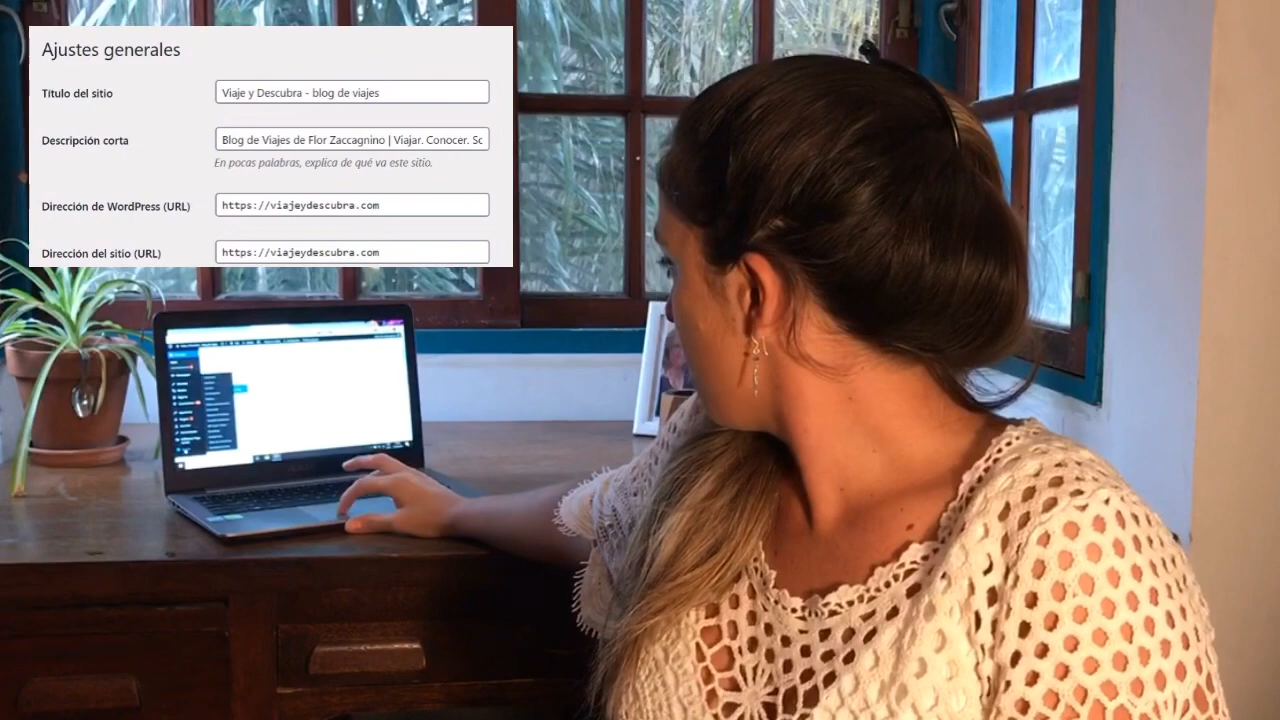 Ajustes generales
Título del sitio
Viaje y Descubra - blog de viajes
Descripción corta
Blog de Viajes de Flor Zaccagnino | Viajar. Conocer. Sc
En pocas palabras, explica de qué va este sitio.
Dirección de WordPress (URL)
https://viajeydescubra.com
Dirección del sitio (URL)
https://viajeydescubra.com